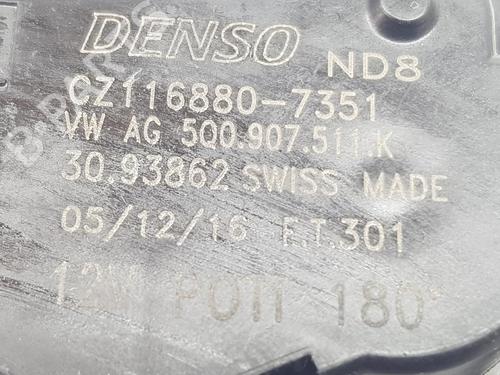 DENSO ND8
CZ116880-7351
VW AG 5Q0.907.511.K
30.93862 SWISS MADE
05/12/16 F.T.301
12V POTI 180°